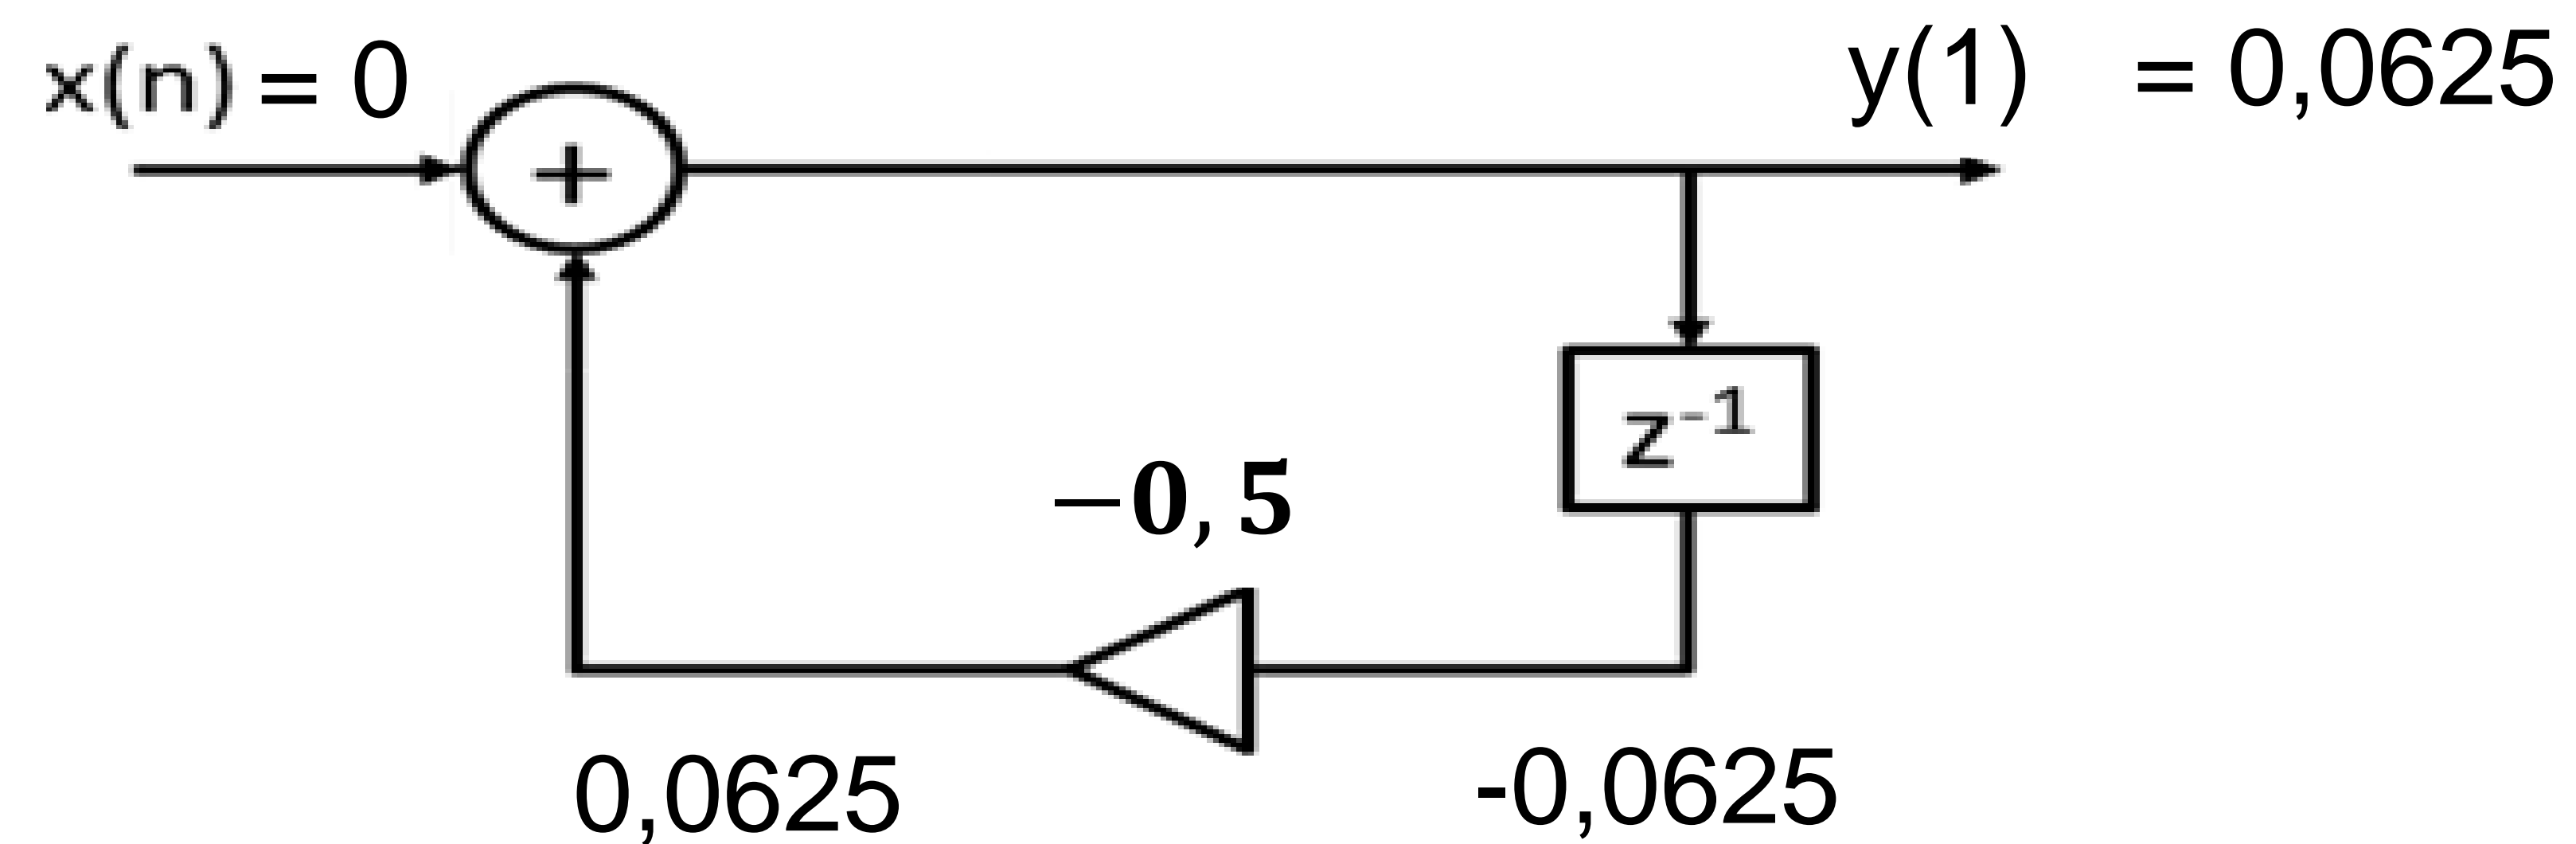 x(n) = 0
y(1) = 0,0625
+
z⁻¹
−0, 5
0,0625
-0,0625